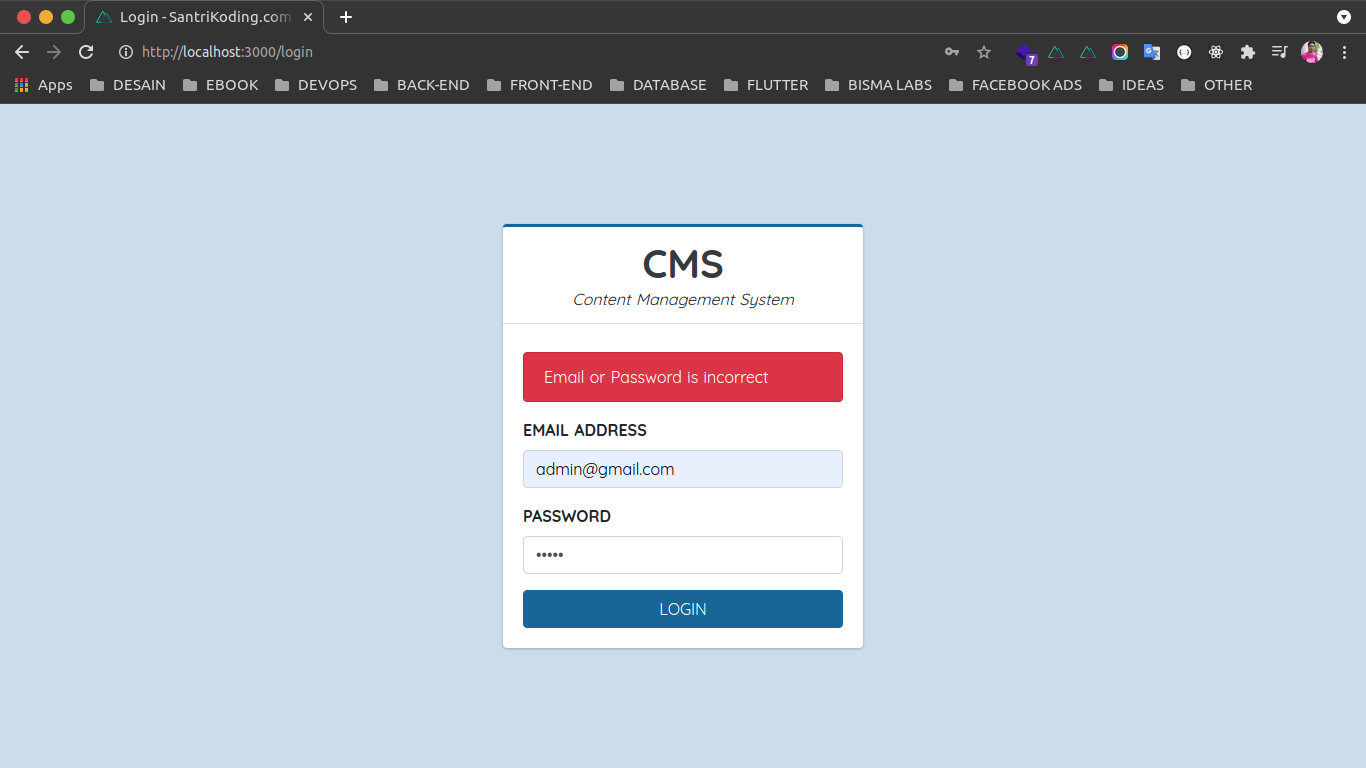 Login - SantriKoding.com
http://localhost:3000/login
7
Apps DESAIN EBOOK DEVOPS BACK-END FRONT-END DATABASE FLUTTER BISMA LABS FACEBOOK ADS IDEAS OTHER
CMS
Content Management System
Email or Password is incorrect
EMAIL ADDRESS
admin@gmail.com
PASSWORD
•••••
LOGIN